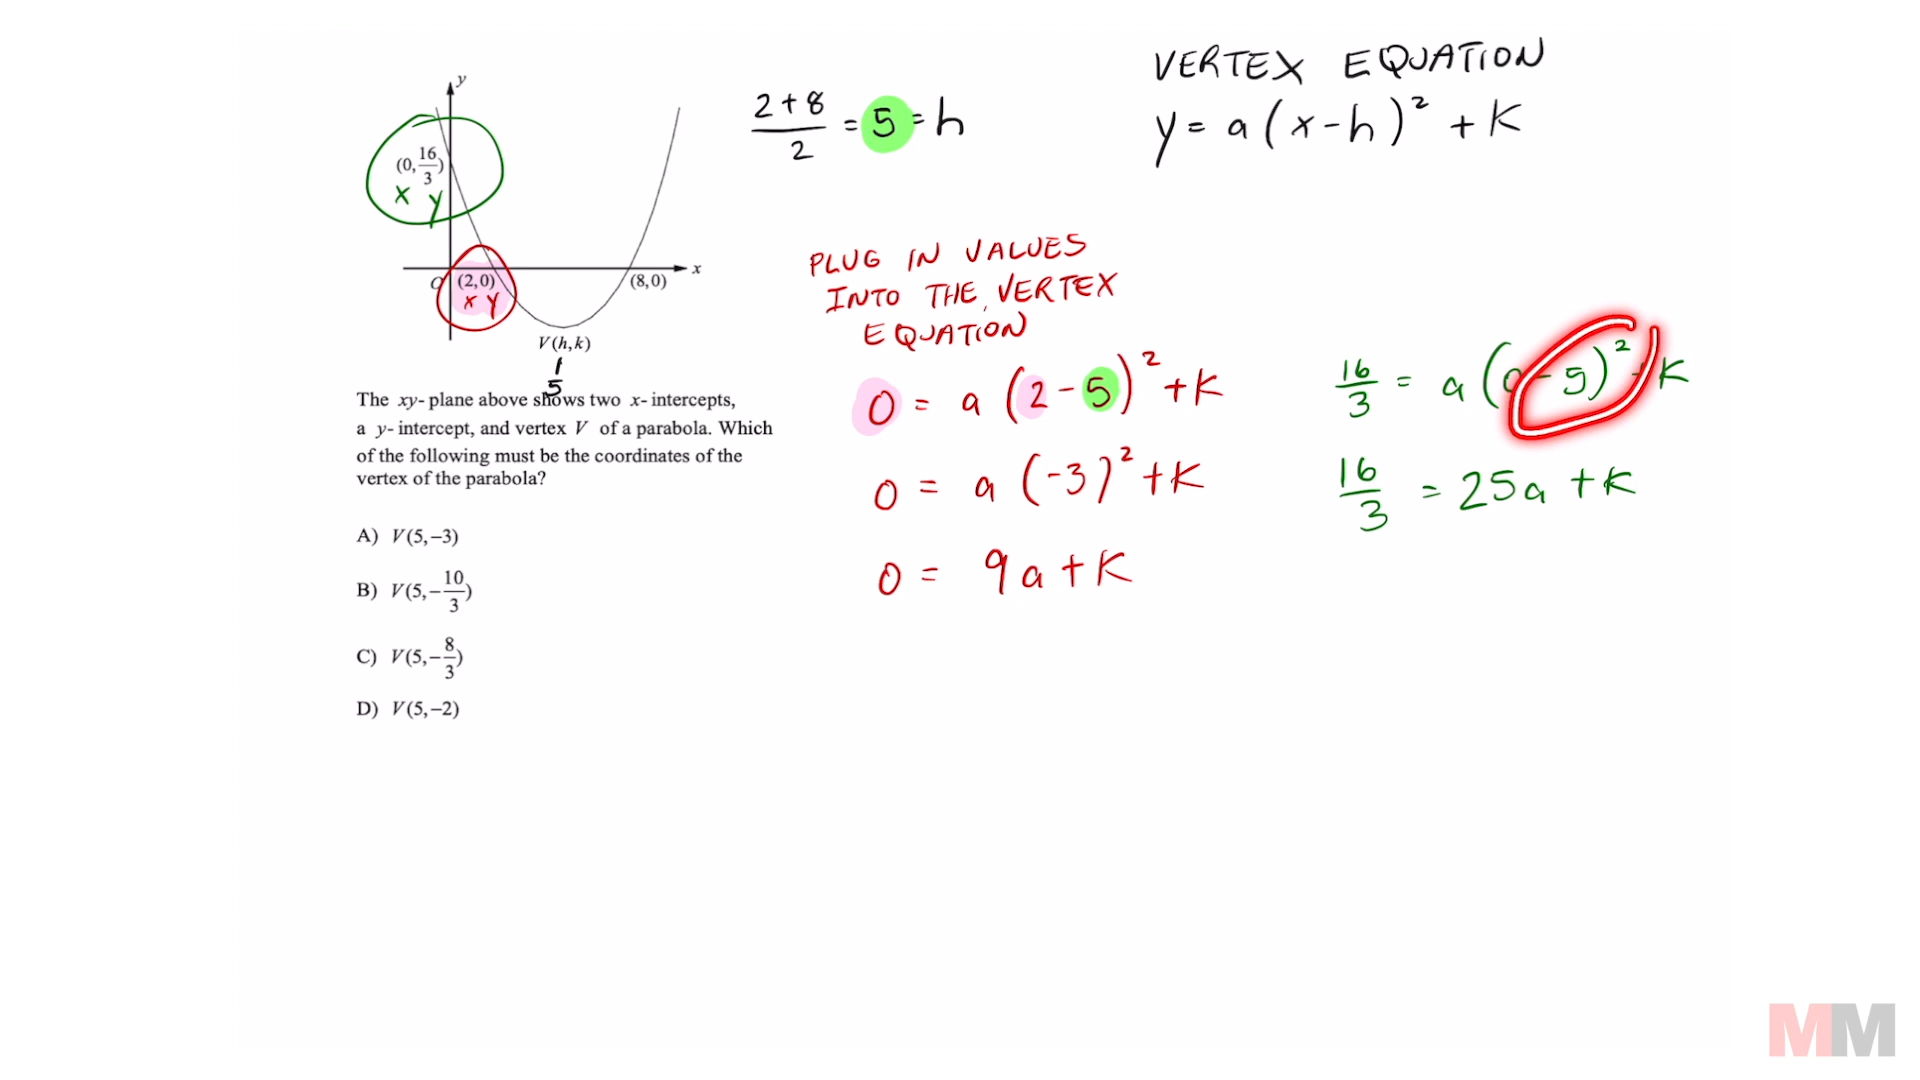 VERTEX EQUATION
y = a(x-h)² + K
2+8/2 = 5 = h
y
(0, 16/3)
X Y
O (2,0) (8,0) x
X Y
V(h,k)
5
PLUG IN VALUES
INTO THE VERTEX
EQUATION
The xy- plane above shows two x- intercepts,
a y- intercept, and vertex V of a parabola. Which
of the following must be the coordinates of the
vertex of the parabola?
A) V(5,−3)
B) V(5,−10/3)
C) V(5,−8/3)
D) V(5,−2)
0 = a(2-5)² + K
0 = a(-3)² + K
0 = 9a + K
16/3 = a(0-5)² + K
16/3 = 25a + K
MM